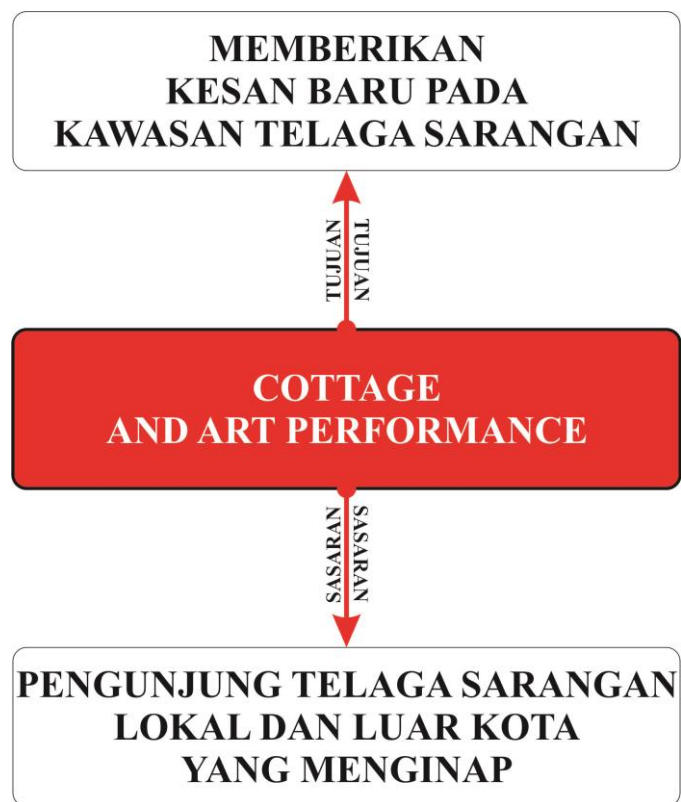 MEMBERIKAN
KESAN BARU PADA
KAWASAN TELAGA SARANGAN
TUJUAN
TUJUAN
COTTAGE
AND ART PERFORMANCE
SASARAN
SASARAN
PENGUNJUNG TELAGA SARANGAN
LOKAL DAN LUAR KOTA
YANG MENGINAP